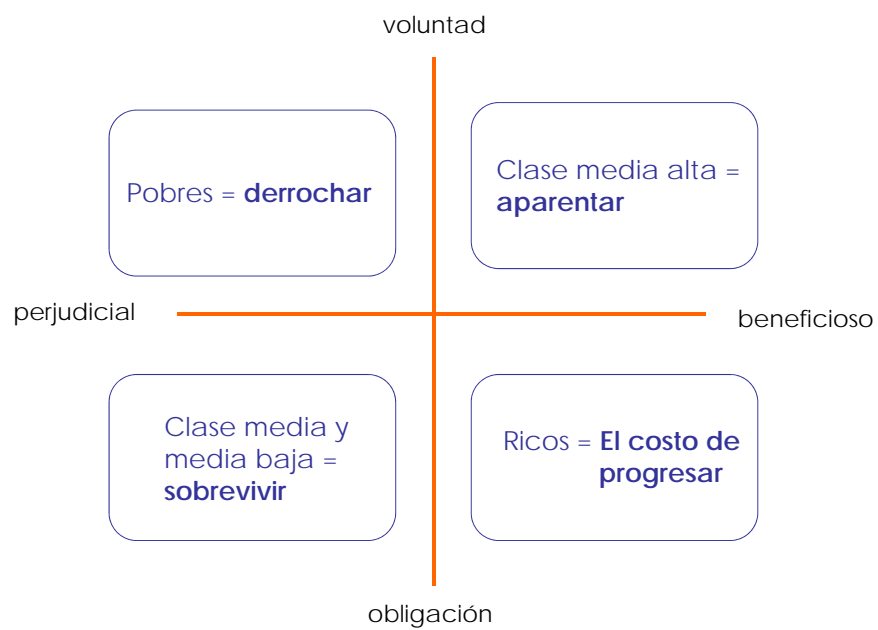 voluntad
Pobres = derrochar
Clase media alta =
aparentar
perjudicial
beneficioso
Clase media y
media baja =
sobrevivir
Ricos = El costo de
progresar
obligación